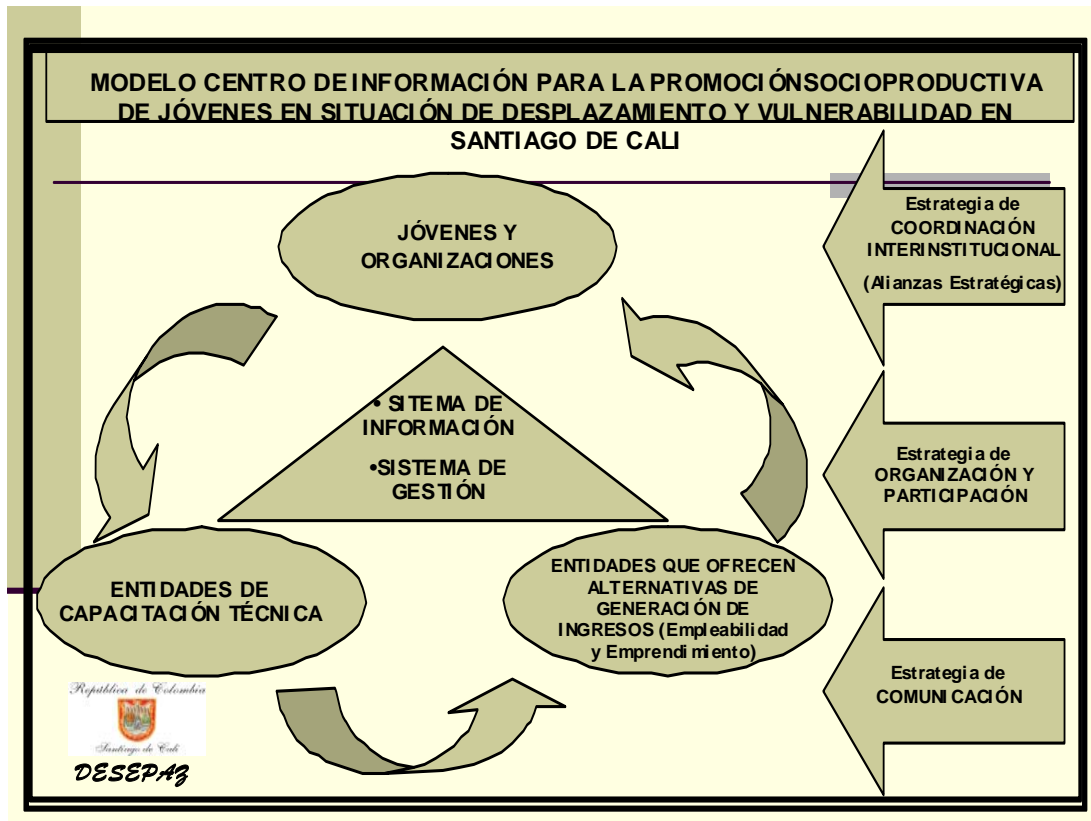 MODELO CENTRO DE INFORMACIÓN PARA LA PROMOCIÓNSOCIOPRODUCTIVA
DE JÓVENES EN SITUACIÓN DE DESPLAZAMIENTO Y VULNERABILIDAD EN
SANTIAGO DE CALI
JÓVENES Y
ORGANIZACIONES
• SITEMA DE
INFORMACIÓN
•SISTEMA DE
GESTIÓN
ENTIDADES DE
CAPACITACIÓN TÉCNICA
ENTIDADES QUE OFRECEN
ALTERNATIVAS DE
GENERACIÓN DE
INGRESOS (Empleabilidad
y Emprendimiento)
Estrategia de
COORDINACIÓN
INTERINSTITUCIONAL
(Alianzas Estratégicas)
Estrategia de
ORGANIZACIÓN Y
PARTICIPACIÓN
Estrategia de
COMUNICACIÓN
República de Colombia
Santiago de Cali
DESEPAZ